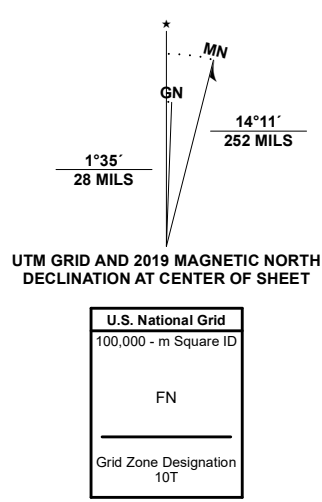 ★
MN
GN
14°11´
252 MILS
1°35´
28 MILS
UTM GRID AND 2019 MAGNETIC NORTH
DECLINATION AT CENTER OF SHEET
U.S. National Grid
100,000 - m Square ID
FN
Grid Zone Designation
10T